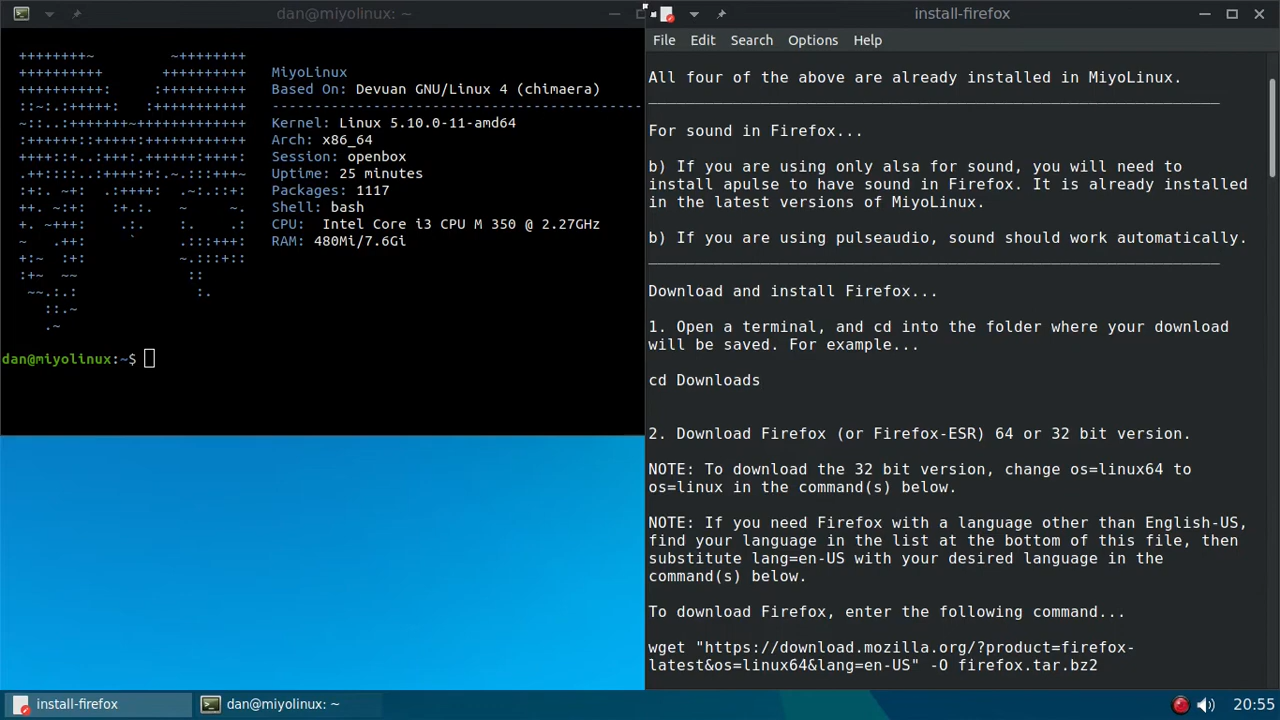 dan@miyolinux: ~
MiyoLinux
Based On: Devuan GNU/Linux 4 (chimaera)
Kernel: Linux 5.10.0-11-amd64
Arch: x86_64
Session: openbox
Uptime: 25 minutes
Packages: 1117
Shell: bash
CPU:  Intel Core i3 CPU M 350 @ 2.27GHz
RAM: 480Mi/7.6Gi
dan@miyolinux:~$
install-firefox
File Edit Search Options Help
All four of the above are already installed in MiyoLinux.
For sound in Firefox...
b) If you are using only alsa for sound, you will need to
install apulse to have sound in Firefox. It is already installed
in the latest versions of MiyoLinux.
b) If you are using pulseaudio, sound should work automatically.
Download and install Firefox...
1. Open a terminal, and cd into the folder where your download
will be saved. For example...
cd Downloads
2. Download Firefox (or Firefox-ESR) 64 or 32 bit version.
NOTE: To download the 32 bit version, change os=linux64 to
os=linux in the command(s) below.
NOTE: If you need Firefox with a language other than English-US,
find your language in the list at the bottom of this file, then
substitute lang=en-US with your desired language in the
command(s) below.
To download Firefox, enter the following command...
wget "https://download.mozilla.org/?product=firefox-
latest&os=linux64&lang=en-US" -O firefox.tar.bz2
install-firefox
dan@miyolinux: ~
20:55